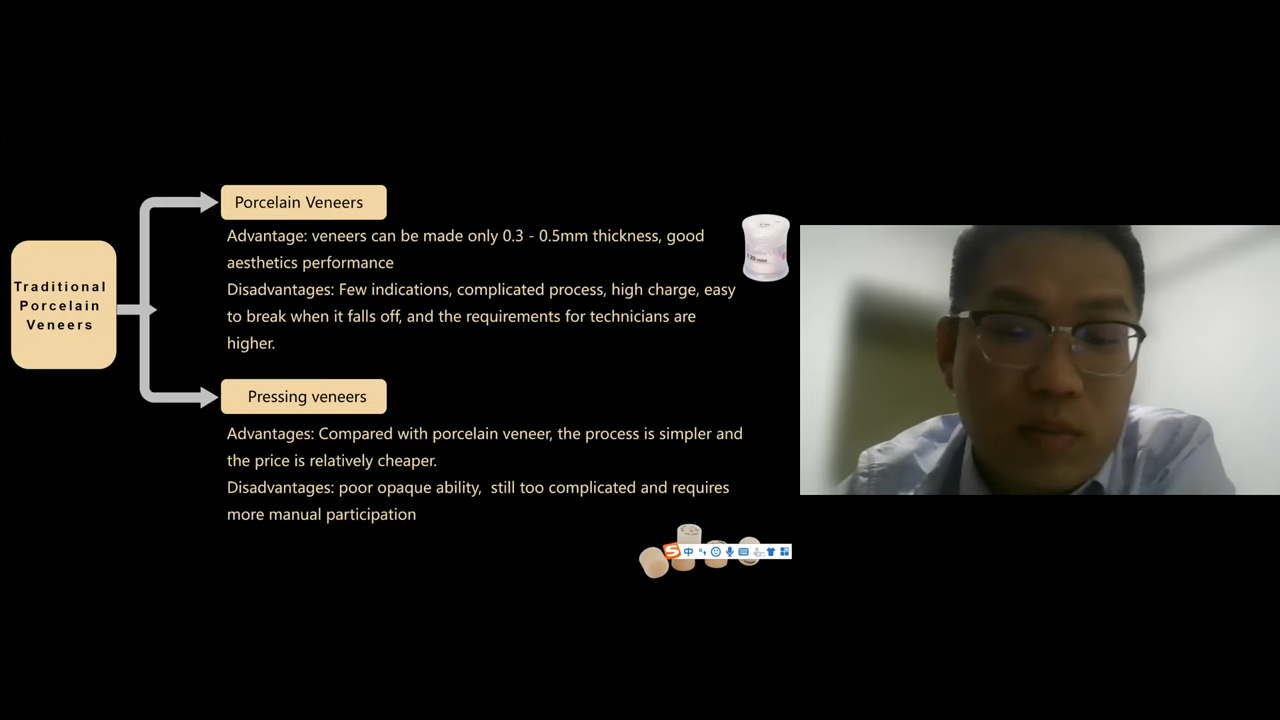 Traditional
Porcelain
Veneers
Porcelain Veneers
Advantage: veneers can be made only 0.3 - 0.5mm thickness, good
aesthetics performance
Disadvantages: Few indications, complicated process, high charge, easy
to break when it falls off, and the requirements for technicians are
higher.
Pressing veneers
Advantages: Compared with porcelain veneer, the process is simpler and
the price is relatively cheaper.
Disadvantages: poor opaque ability,  still too complicated and requires
more manual participation
S 中